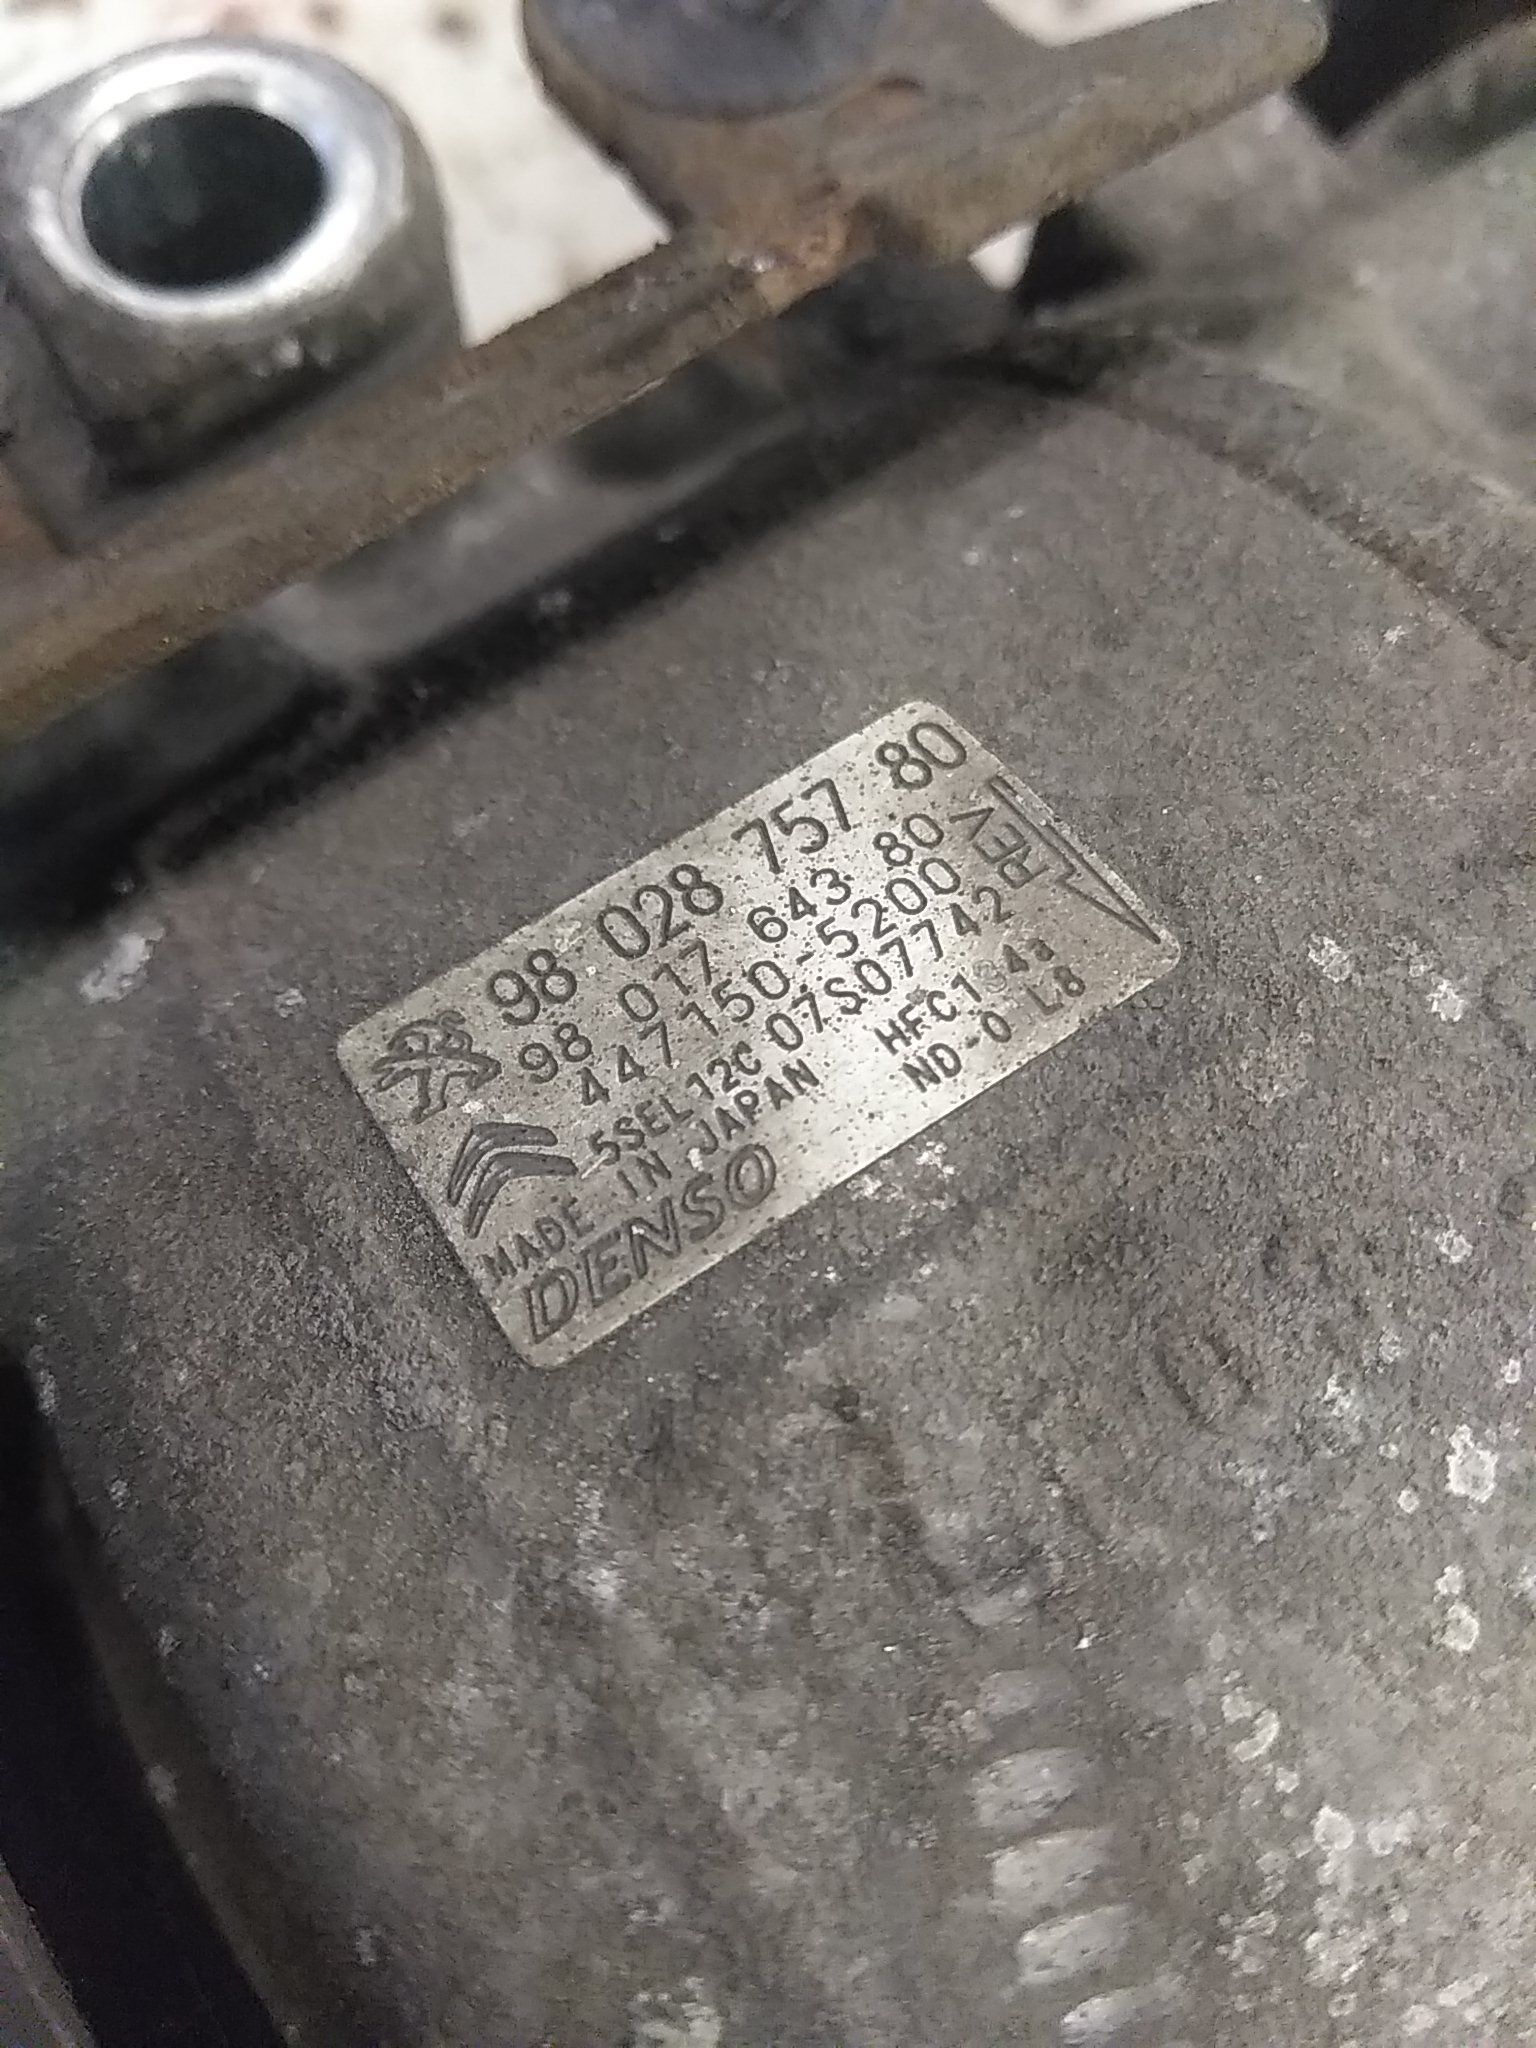 98 028 757 80
98 017 643 80
447150-5200
5SEL12C 07S07742
REV
MADE IN JAPAN
HFC134a
ND-OIL8
DENSO